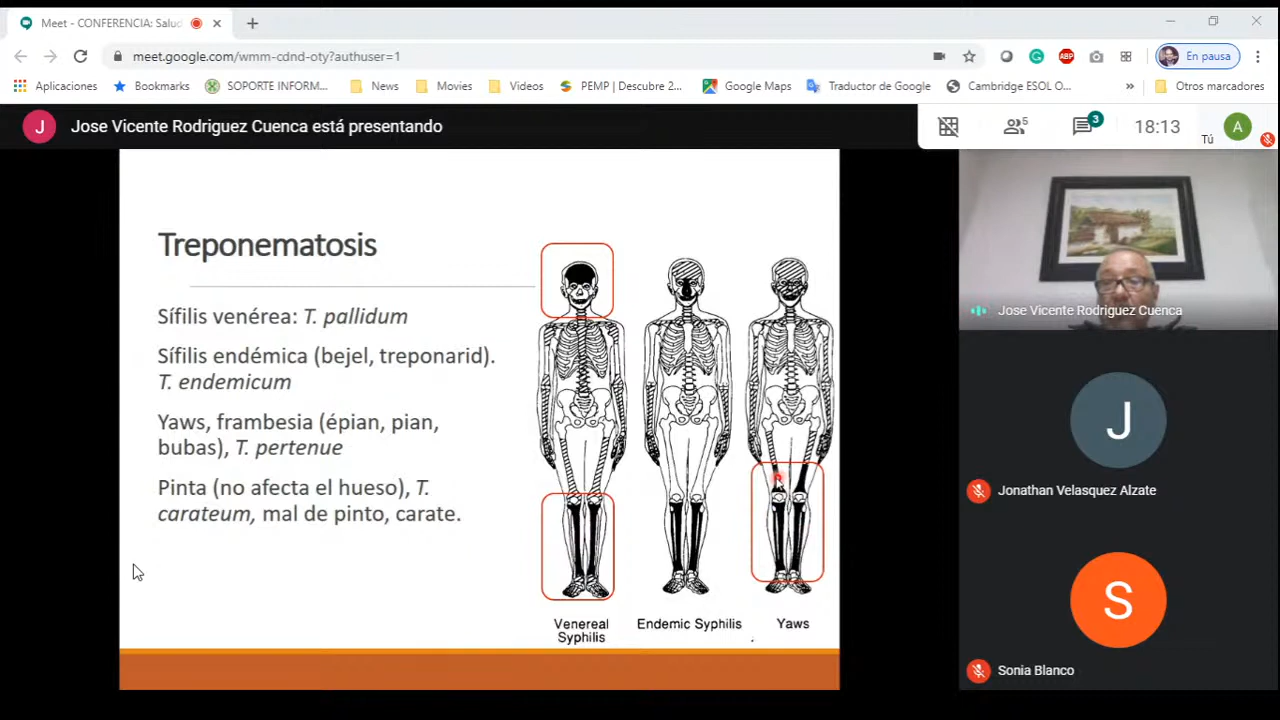 Meet - CONFERENCIA: Salu
meet.google.com/wmm-cdnd-oty?authuser=1
En pausa
Aplicaciones
Bookmarks
SOPORTE INFORM...
News
Movies
Videos
PEMP | Descubre 2...
Google Maps
Traductor de Google
Cambridge ESOL O...
»
Otros marcadores
J
Jose Vicente Rodriguez Cuenca está presentando
5
3
18:13
Tú
A
Treponematosis
Sífilis venérea: T. pallidum
Sífilis endémica (bejel, treponarid).
T. endemicum
Yaws, frambesia (épian, pian,
bubas), T. pertenue
Pinta (no afecta el hueso), T.
carateum, mal de pinto, carate.
Venereal
Syphilis
Endemic Syphilis
Yaws
Jose Vicente Rodriguez Cuenca
J
Jonathan Velasquez Alzate
S
Sonia Blanco